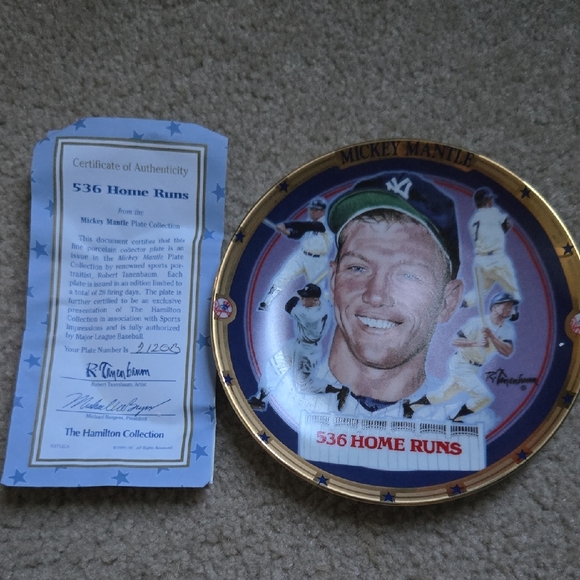 Certificate of Authenticity
536 Home Runs
from the
Mickey Mantle Plate Collection
This document certifies that this
fine porcelain collector plate is an
issue in the Mickey Mantle Plate
Collection by renowned sports por-
traitist, Robert Tanenbaum. Each
plate is issued in an edition limited to
a total of 28 firing days. The plate is
further certified to be an exclusive
presentation of The Hamilton
Collection in association with Sports
Impressions and is fully authorized
by Major League Baseball.
Your Plate Number is
R Tanenbaum
Robert Tanenbaum, Artist
The Hamilton Collection
MICKEY MANTLE
NY
7
R. Tanenbaum
536 HOME RUNS